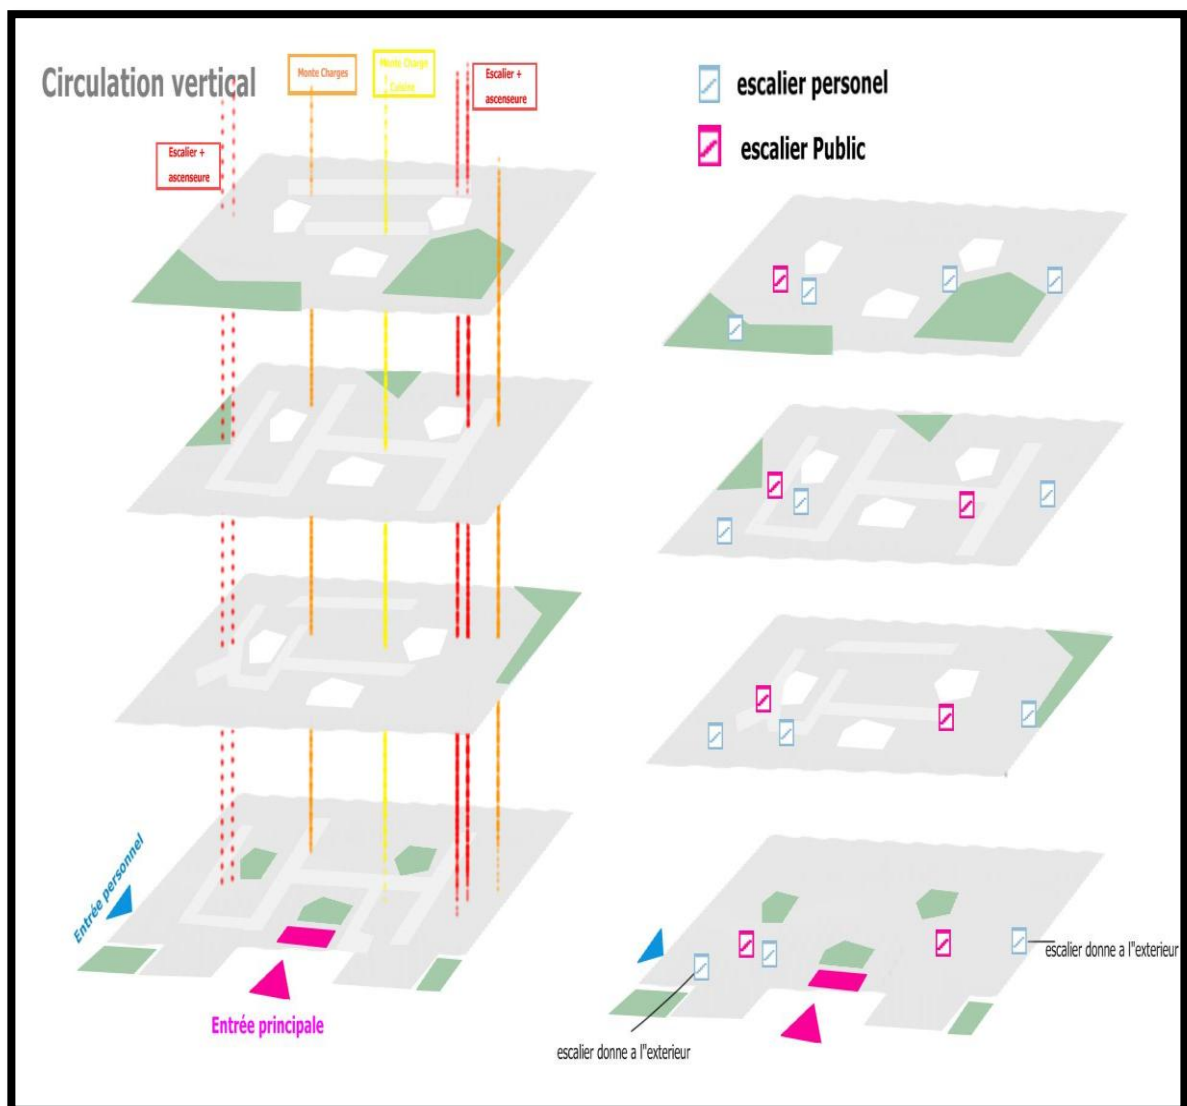 Circulation vertical
Monte Charges
Monte Charge
Cuisine
Escalier +
ascenseure
Escalier +
ascenseure
escalier personel
escalier Public
Entrée personnel
Entrée principale
escalier donne a l"exterieur
escalier donne a l"exterieur